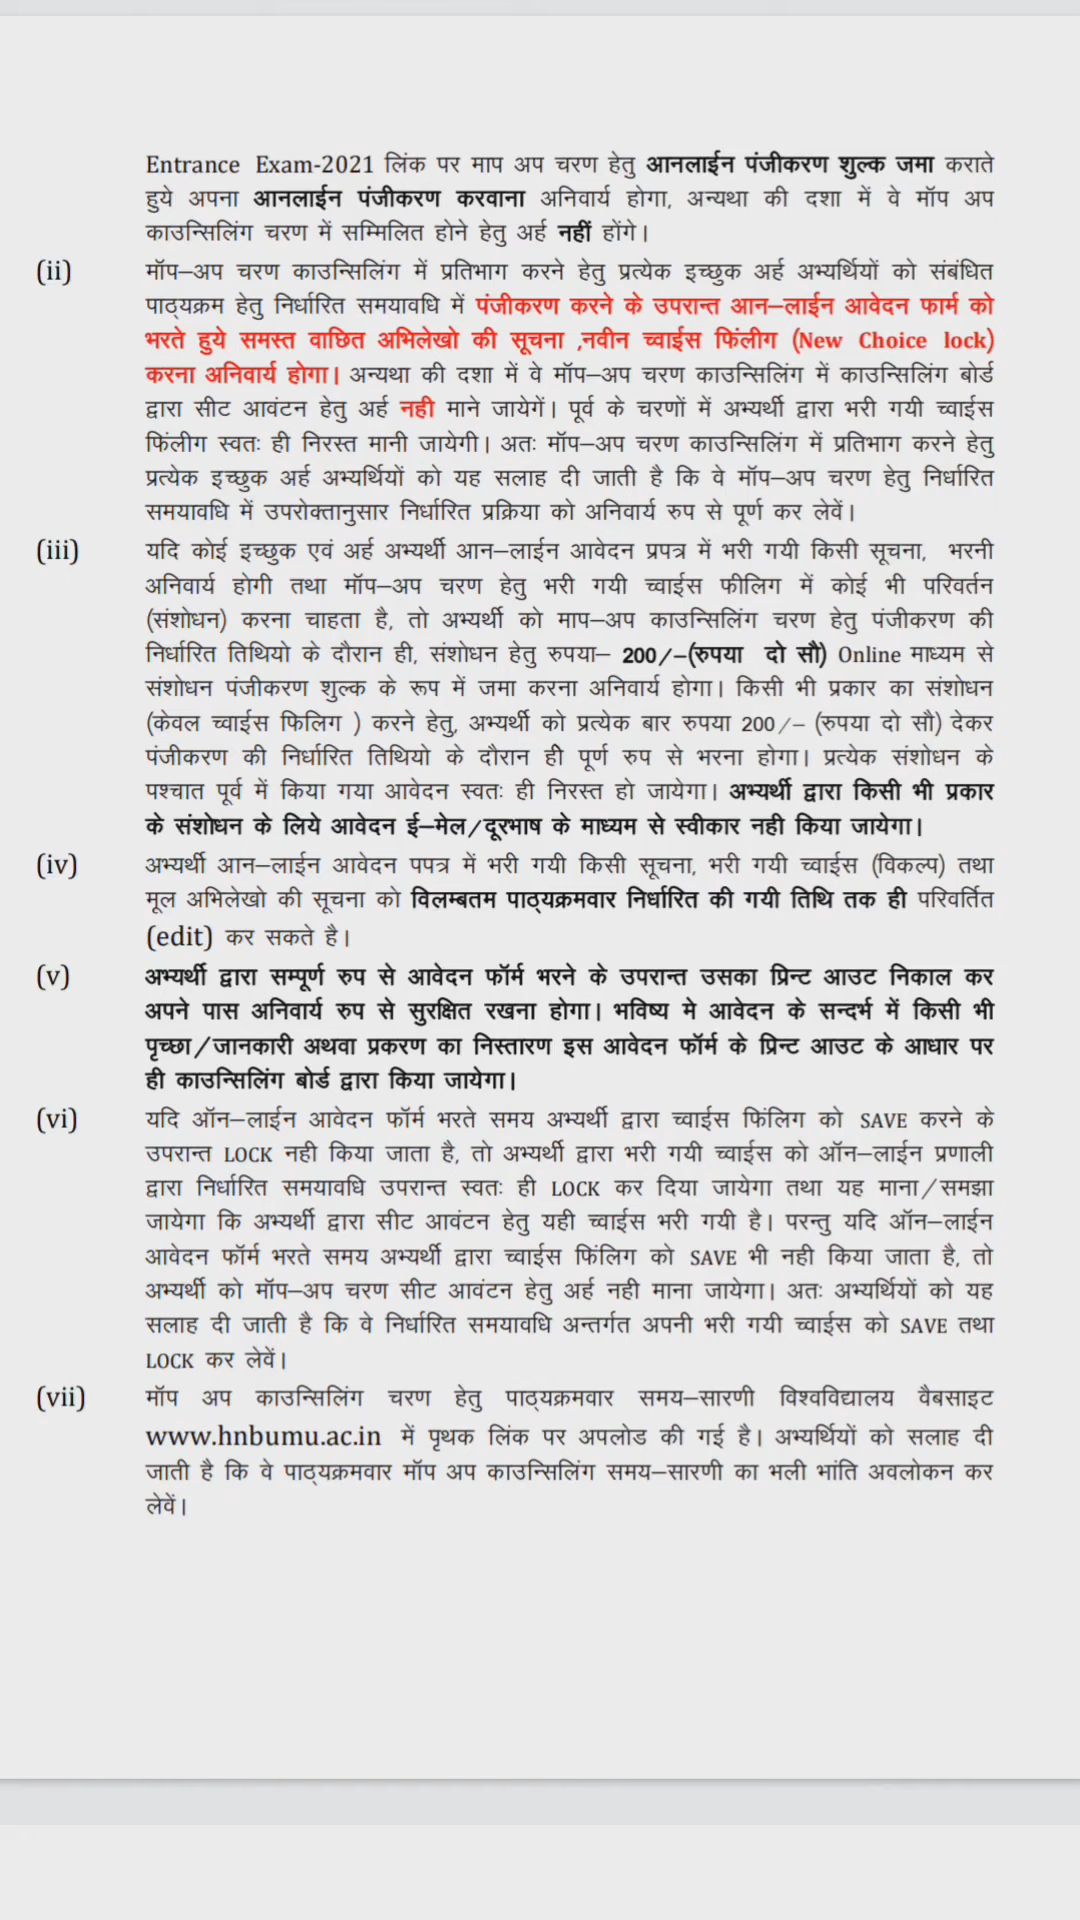 Entrance Exam-2021 लिंक पर माप अप चरण हेतु आनलाईन पंजीकरण शुल्क जमा कराते
हुये अपना आनलाईन पंजीकरण करवाना अनिवार्य होगा, अन्यथा की दशा में वे मॉप अप
काउन्सिलिंग चरण में सम्मिलित होने हेतु अर्ह नहीं होंगे।
(ii) मॉप–अप चरण काउन्सिलिंग में प्रतिभाग करने हेतु प्रत्येक इच्छुक अर्ह अभ्यर्थियों को संबंधित
पाठ्यक्रम हेतु निर्धारित समयावधि में पंजीकरण करने के उपरान्त आन–लाईन आवेदन फार्म को
भरते हुये समस्त वाछित अभिलेखो की सूचना ,नवीन च्वाईस फिंलीग (New Choice lock)
करना अनिवार्य होगा। अन्यथा की दशा में वे मॉप–अप चरण काउन्सिलिंग में काउन्सिलिंग बोर्ड
द्वारा सीट आवंटन हेतु अर्ह नही माने जायेगें। पूर्व के चरणों में अभ्यर्थी द्वारा भरी गयी च्वाईस
फिंलीग स्वतः ही निरस्त मानी जायेगी। अतः मॉप–अप चरण काउन्सिलिंग में प्रतिभाग करने हेतु
प्रत्येक इच्छुक अर्ह अभ्यर्थियों को यह सलाह दी जाती है कि वे मॉप–अप चरण हेतु निर्धारित
समयावधि में उपरोक्तानुसार निर्धारित प्रक्रिया को अनिवार्य रुप से पूर्ण कर लेवें।
(iii) यदि कोई इच्छुक एवं अर्ह अभ्यर्थी आन–लाईन आवेदन प्रपत्र में भरी गयी किसी सूचना, भरनी
अनिवार्य होगी तथा मॉप–अप चरण हेतु भरी गयी च्वाईस फीलिग में कोई भी परिवर्तन
(संशोधन) करना चाहता है, तो अभ्यर्थी को माप–अप काउन्सिलिंग चरण हेतु पंजीकरण की
निर्धारित तिथियो के दौरान ही, संशोधन हेतु रुपया– 200/–(रुपया दो सौ) Online माध्यम से
संशोधन पंजीकरण शुल्क के रूप में जमा करना अनिवार्य होगा। किसी भी प्रकार का संशोधन
(केवल च्वाईस फिलिग ) करने हेतु, अभ्यर्थी को प्रत्येक बार रुपया 200/– (रुपया दो सौ) देकर
पंजीकरण की निर्धारित तिथियो के दौरान ही पूर्ण रुप से भरना होगा। प्रत्येक संशोधन के
पश्चात पूर्व में किया गया आवेदन स्वतः ही निरस्त हो जायेगा। अभ्यर्थी द्वारा किसी भी प्रकार
के संशोधन के लिये आवेदन ई–मेल/दूरभाष के माध्यम से स्वीकार नही किया जायेगा।
(iv) अभ्यर्थी आन–लाईन आवेदन पपत्र में भरी गयी किसी सूचना, भरी गयी च्वाईस (विकल्प) तथा
मूल अभिलेखो की सूचना को विलम्बतम पाठ्यक्रमवार निर्धारित की गयी तिथि तक ही परिवर्तित
(edit) कर सकते है।
(v) अभ्यर्थी द्वारा सम्पूर्ण रुप से आवेदन फॉर्म भरने के उपरान्त उसका प्रिन्ट आउट निकाल कर
अपने पास अनिवार्य रुप से सुरक्षित रखना होगा। भविष्य मे आवेदन के सन्दर्भ में किसी भी
पृच्छा/जानकारी अथवा प्रकरण का निस्तारण इस आवेदन फॉर्म के प्रिन्ट आउट के आधार पर
ही काउन्सिलिंग बोर्ड द्वारा किया जायेगा।
(vi) यदि ऑन–लाईन आवेदन फॉर्म भरते समय अभ्यर्थी द्वारा च्वाईस फिंलिग को SAVE करने के
उपरान्त LOCK नही किया जाता है, तो अभ्यर्थी द्वारा भरी गयी च्वाईस को ऑन–लाईन प्रणाली
द्वारा निर्धारित समयावधि उपरान्त स्वतः ही LOCK कर दिया जायेगा तथा यह माना/समझा
जायेगा कि अभ्यर्थी द्वारा सीट आवंटन हेतु यही च्वाईस भरी गयी है। परन्तु यदि ऑन–लाईन
आवेदन फॉर्म भरते समय अभ्यर्थी द्वारा च्वाईस फिंलिग को SAVE भी नही किया जाता है, तो
अभ्यर्थी को मॉप–अप चरण सीट आवंटन हेतु अर्ह नही माना जायेगा। अतः अभ्यर्थियों को यह
सलाह दी जाती है कि वे निर्धारित समयावधि अन्तर्गत अपनी भरी गयी च्वाईस को SAVE तथा
LOCK कर लेवें।
(vii) मॉप अप काउन्सिलिंग चरण हेतु पाठ्यक्रमवार समय–सारणी विश्वविद्यालय वैबसाइट
www.hnbumu.ac.in में पृथक लिंक पर अपलोड की गई है। अभ्यर्थियों को सलाह दी
जाती है कि वे पाठ्यक्रमवार मॉप अप काउन्सिलिंग समय–सारणी का भली भांति अवलोकन कर
लेवें।